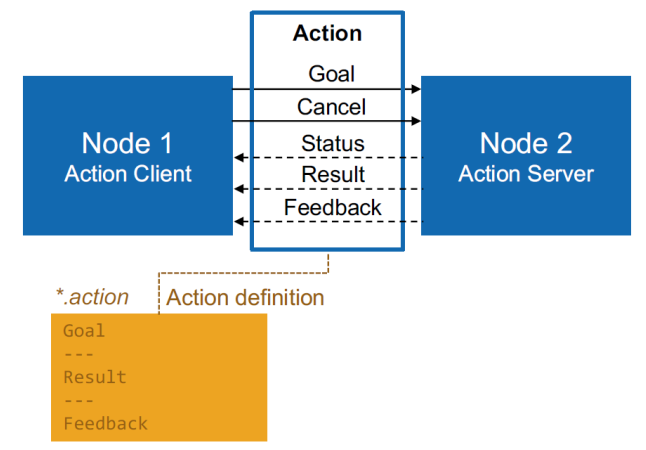 Action
Goal
Cancel
Node 1
Action Client
Status
Result
Feedback
Node 2
Action Server
*.action
Action definition
Goal
---
Result
---
Feedback